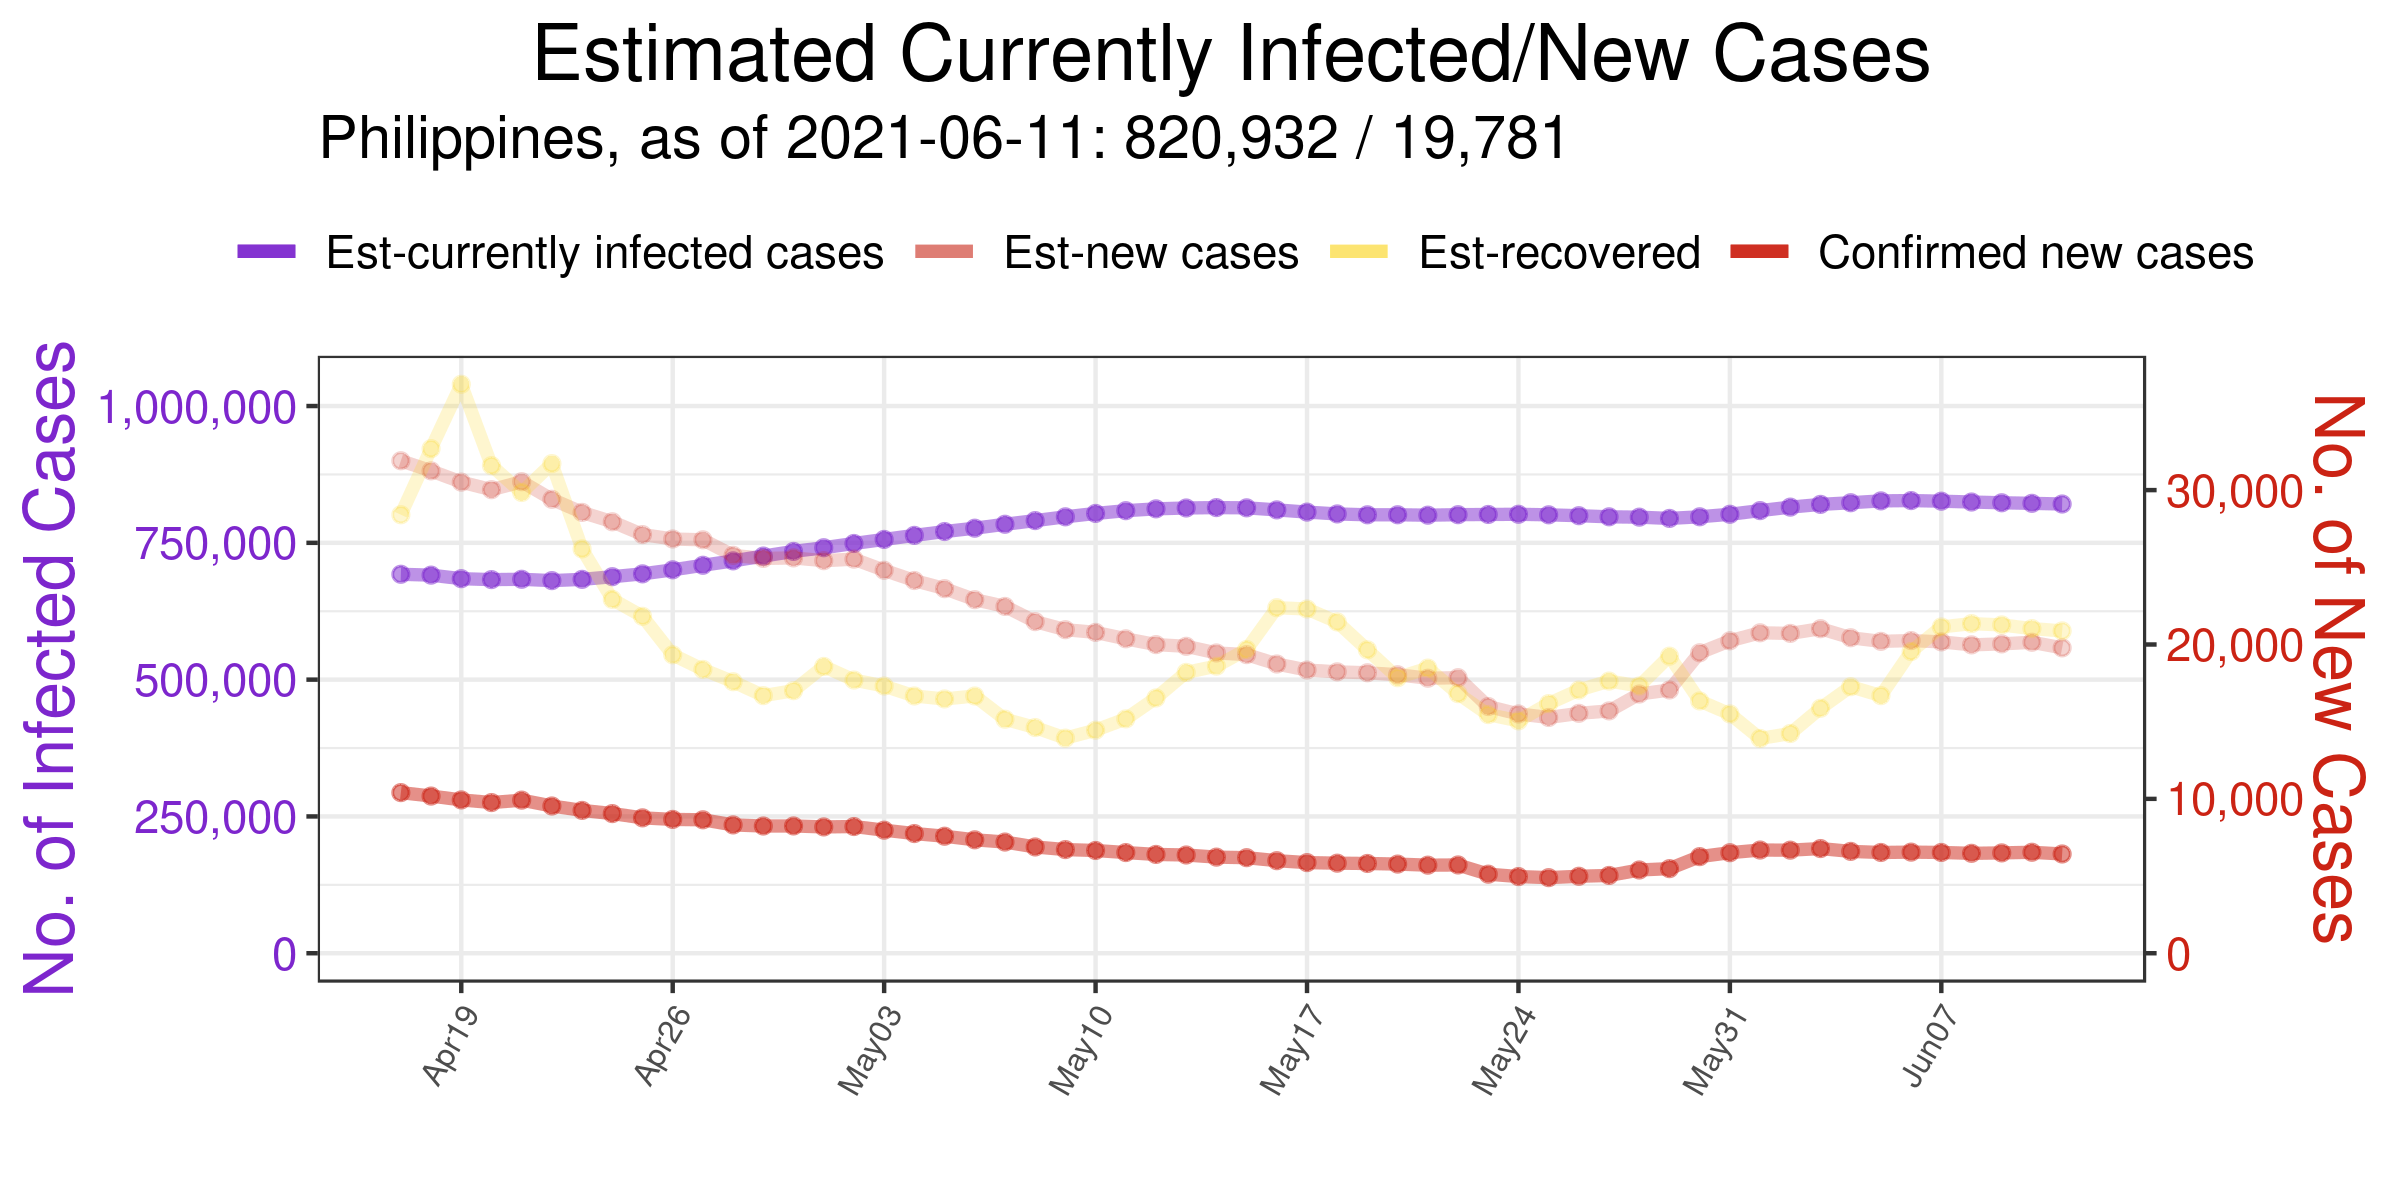 Estimated Currently Infected/New Cases
Philippines, as of 2021-06-11: 820,932 / 19,781
Est-currently infected cases Est-new cases Est-recovered Confirmed new cases
No. of Infected Cases
1,000,000
750,000
500,000
250,000
0
30,000
20,000
10,000
0
No. of New Cases
Apr19 Apr26 May03 May10 May17 May24 May31 Jun07